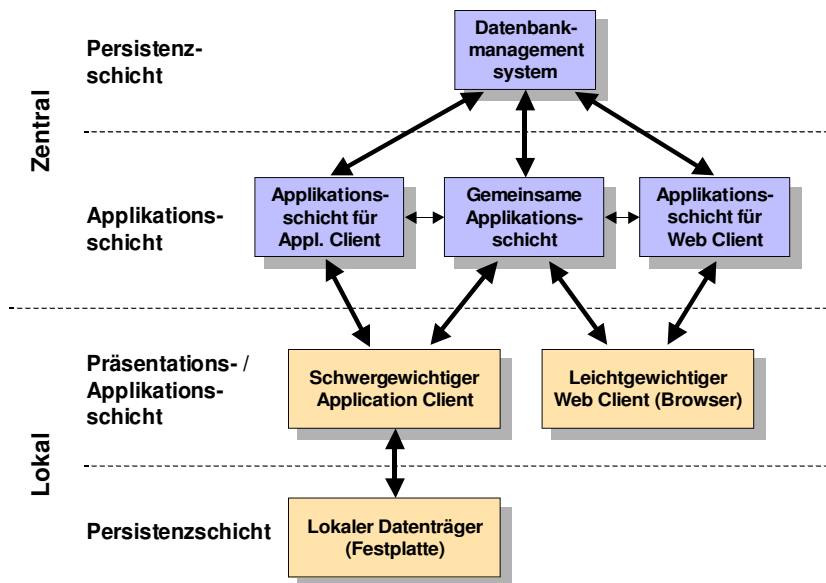 Zentral
Persistenz-
schicht
Datenbank-
management
system
Applikations-
schicht
Applikations-
schicht für
Appl. Client
Gemeinsame
Applikations-
schicht
Applikations-
schicht für
Web Client
Lokal
Präsentations- /
Applikations-
schicht
Schwergewichtiger
Application Client
Leichtgewichtiger
Web Client (Browser)
Persistenzschicht
Lokaler Datenträger
(Festplatte)